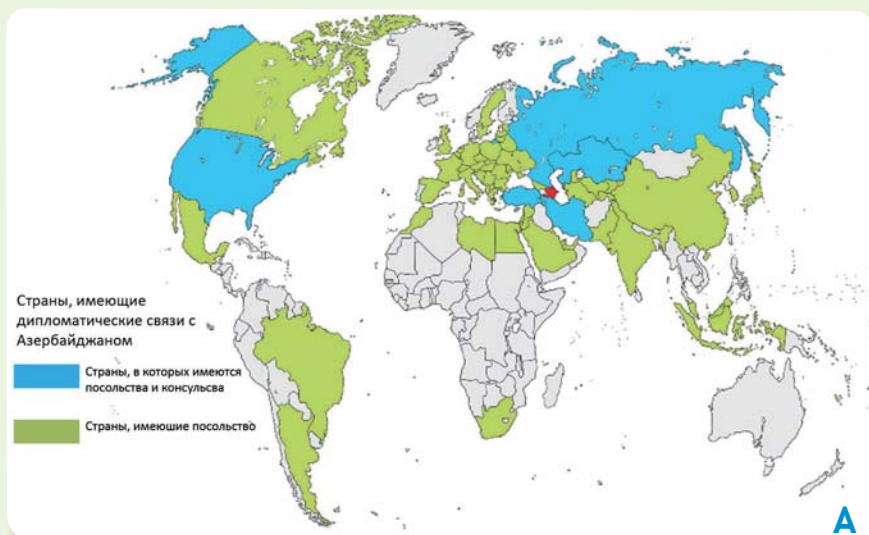 Страны, имеющие
дипломатические связи с
Азербайджаном
Страны, в которых имеются
посольства и консульсва
Страны, имеюшие посольство
A